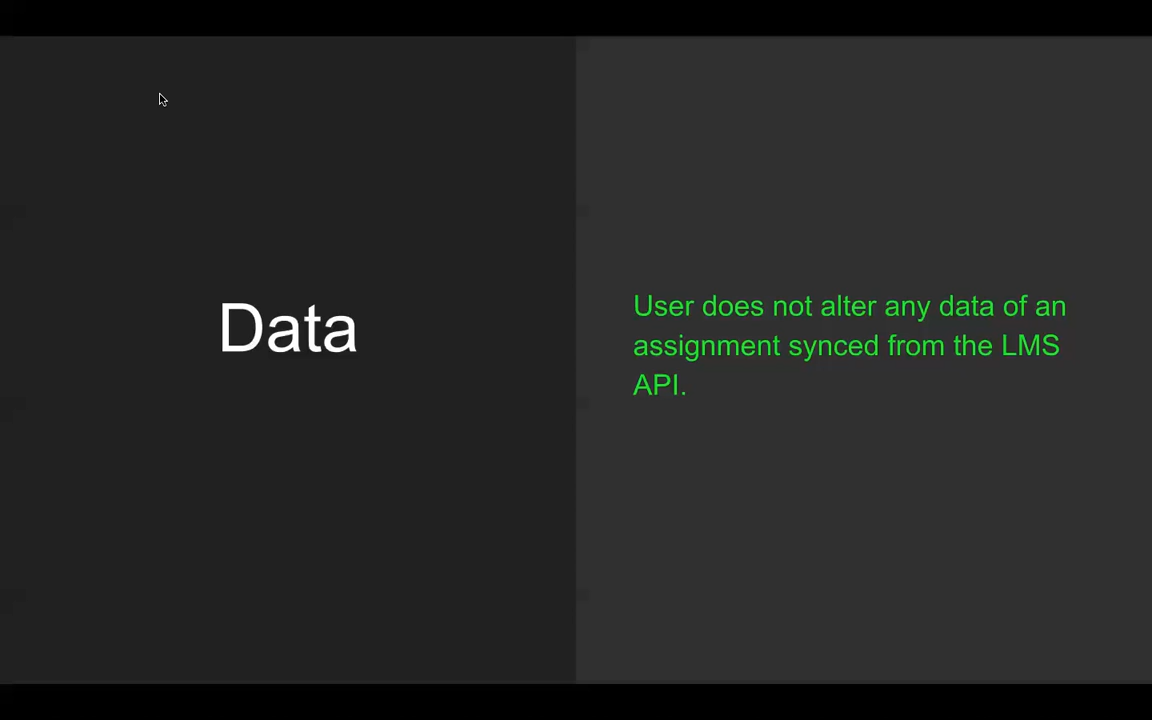 Data
User does not alter any data of an
assignment synced from the LMS
API.